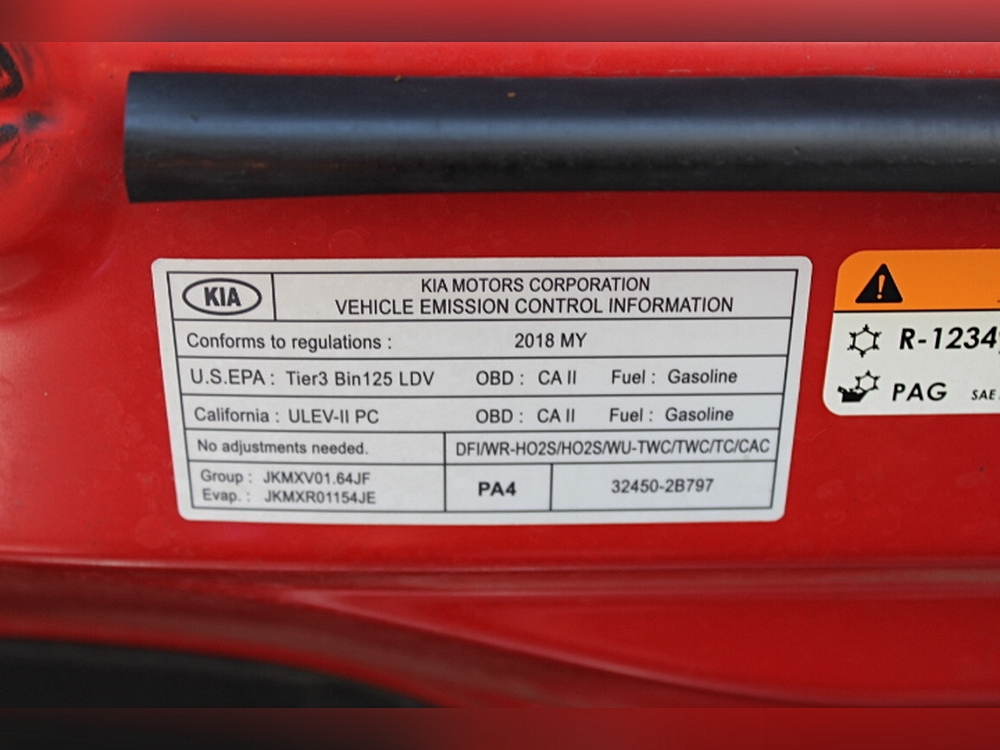 KIA
KIA MOTORS CORPORATION
VEHICLE EMISSION CONTROL INFORMATION
Conforms to regulations : 2018 MY
U.S.EPA : Tier3 Bin125 LDV OBD : CA II Fuel : Gasoline
California : ULEV-II PC OBD : CA II Fuel : Gasoline
No adjustments needed. DFI/WR-HO2S/HO2S/WU-TWC/TWC/TC/CAC
Group : JKMXV01.64JF
Evap. : JKMXR01154JE
PA4 32450-2B797
R-1234
PAG SAE